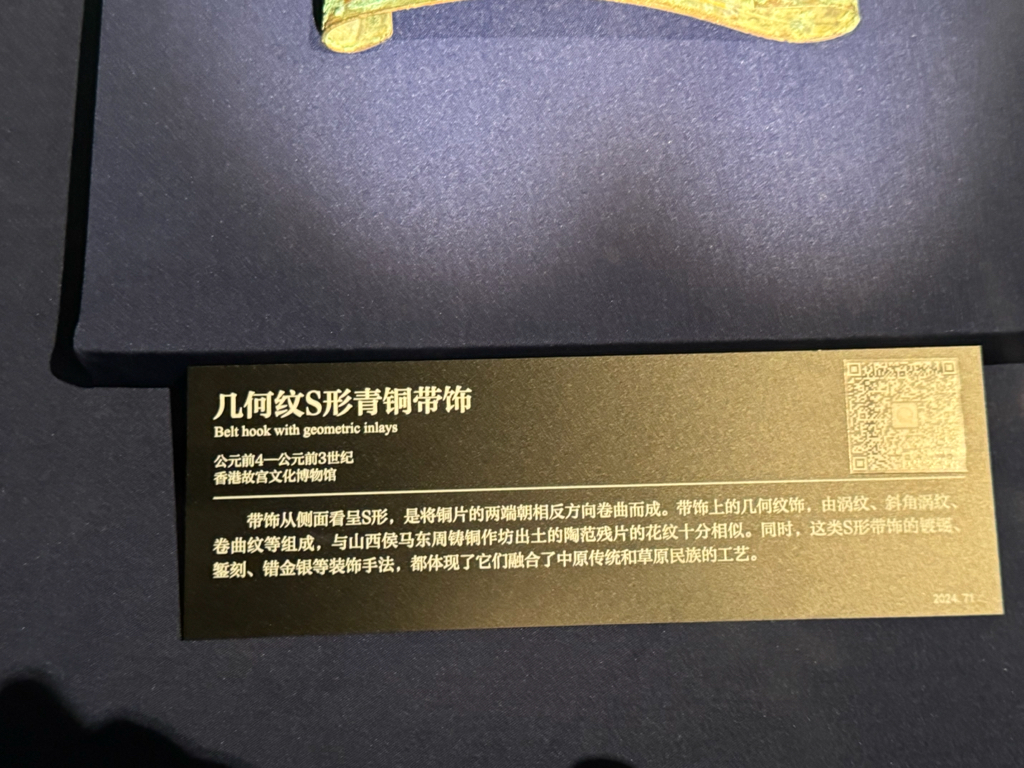 几何纹S形青铜带饰
Belt hook with geometric inlays
公元前4—公元前3世纪
香港故宫文化博物馆
带饰从侧面看呈S形，是将铜片的两端朝相反方向卷曲而成。带饰上的几何纹饰，由涡纹、斜角涡纹、
卷曲纹等组成，与山西侯马东周铸铜作坊出土的陶范残片的花纹十分相似。同时，这类S形带饰的镀锡、
錾刻、错金银等装饰手法，都体现了它们融合了中原传统和草原民族的工艺。
2024. 71